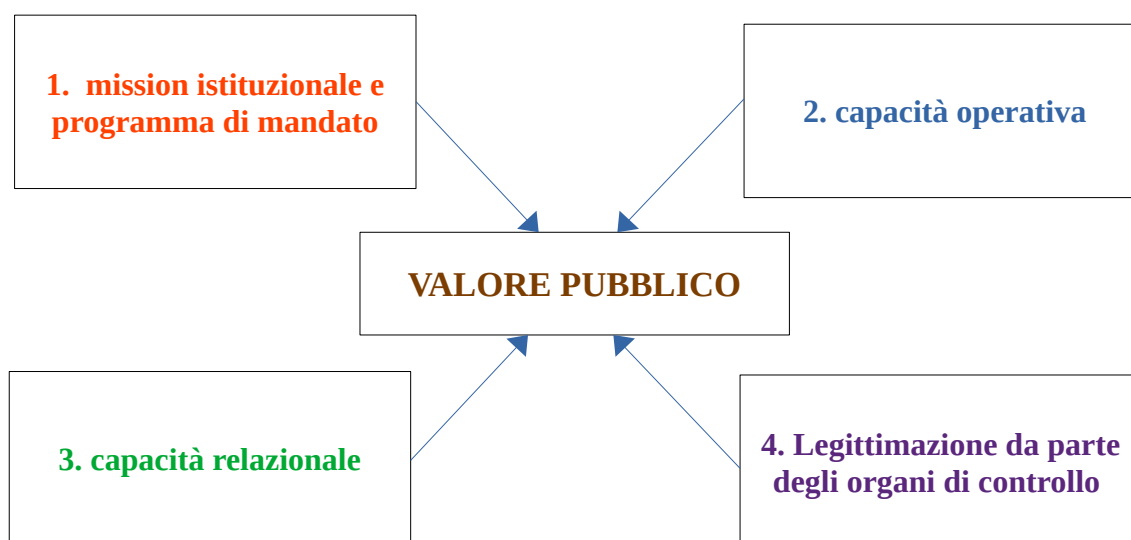 1. mission istituzionale e
programma di mandato
2. capacità operativa
VALORE PUBBLICO
3. capacità relazionale
4. Legittimazione da parte
degli organi di controllo